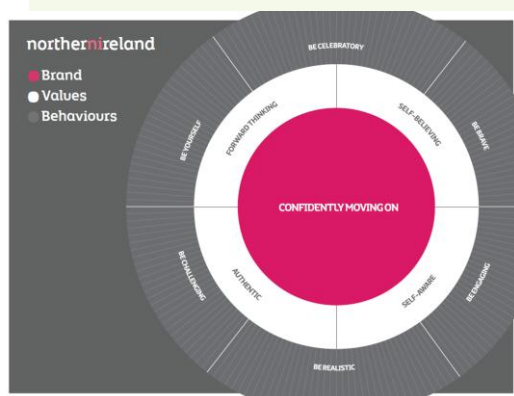 northernireland
Brand
Values
Behaviours
BE CELEBRATORY
BE YOURSELF
FORWARD THINKING
SELF-BELIEVING
BE BRAVE
CONFIDENTLY MOVING ON
BE CHALLENGING
AUTHENTIC
SELF-AWARE
BE ENGAGING
BE REALISTIC